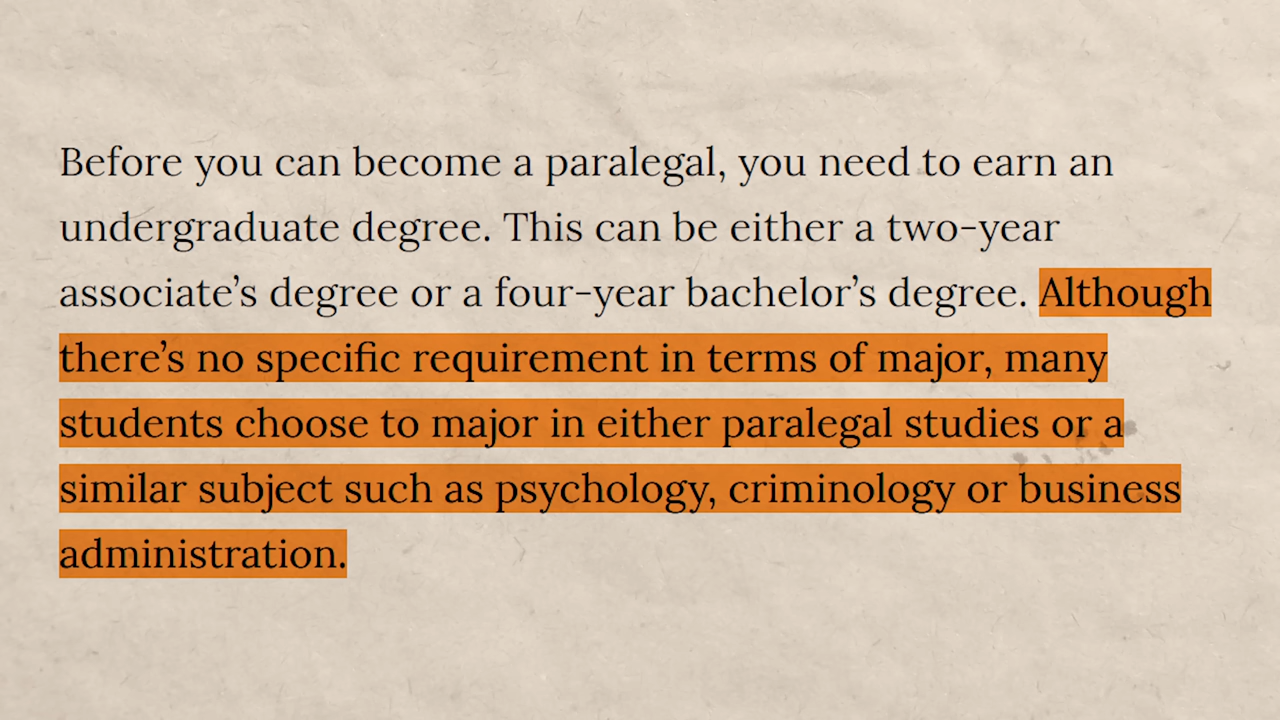 Before you can become a paralegal, you need to earn an
undergraduate degree. This can be either a two-year
associate’s degree or a four-year bachelor’s degree. Although
there’s no specific requirement in terms of major, many
students choose to major in either paralegal studies or a
similar subject such as psychology, criminology or business
administration.